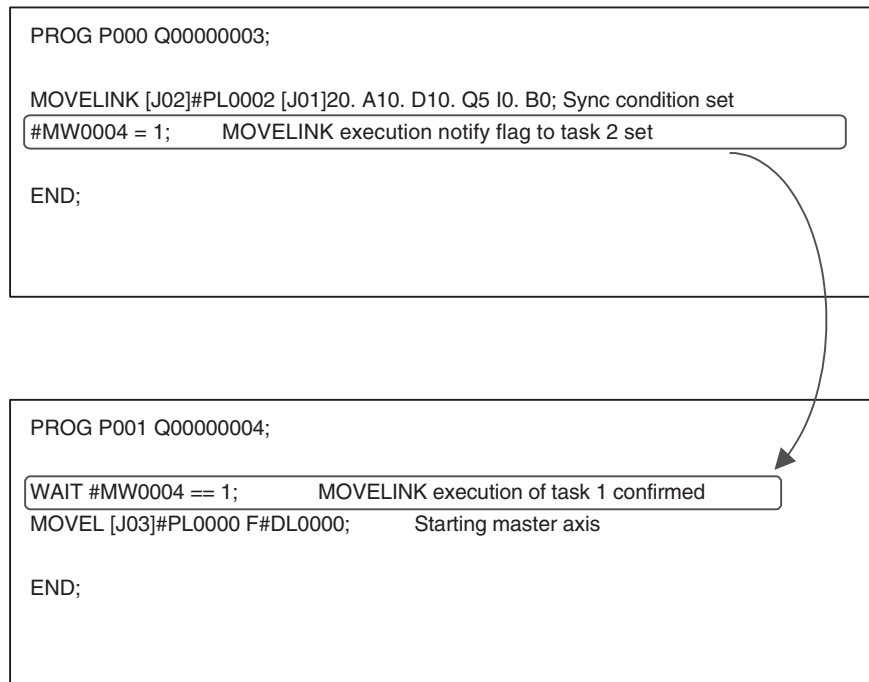 PROG P000 Q00000003;
MOVELINK [J02]#PL0002 [J01]20. A10. D10. Q5 I0. B0; Sync condition set
#MW0004 = 1; MOVELINK execution notify flag to task 2 set
END;
PROG P001 Q00000004;
WAIT #MW0004 == 1; MOVELINK execution of task 1 confirmed
MOVEL [J03]#PL0000 F#DL0000; Starting master axis
END;